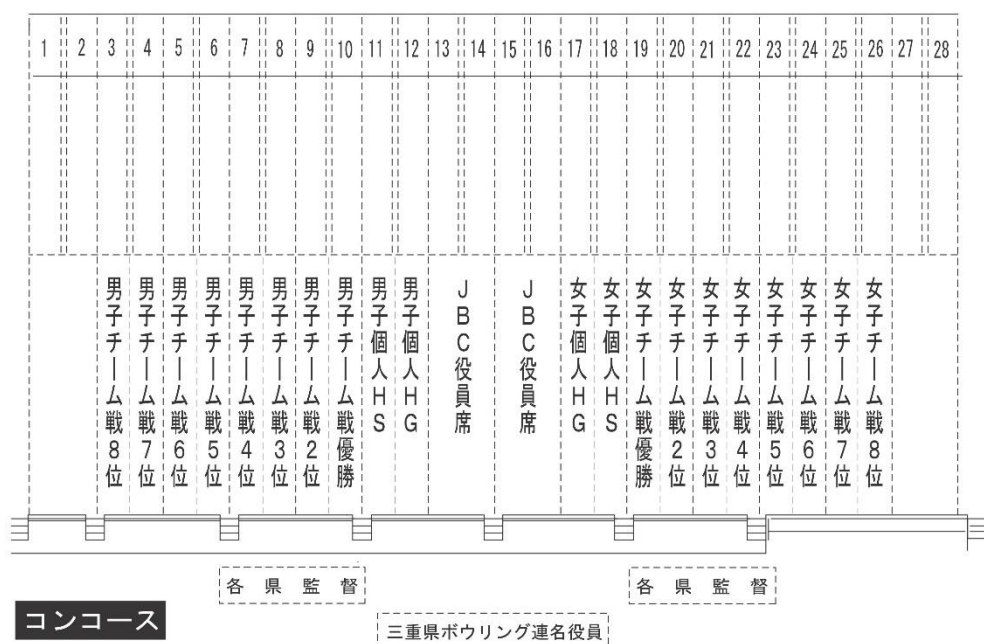 1 2 3 4 5 6 7 8 9 10 11 12 13 14 15 16 17 18 19 20 21 22 23 24 25 26 27 28
男子チーム戦8位
男子チーム戦7位
男子チーム戦6位
男子チーム戦5位
男子チーム戦4位
男子チーム戦3位
男子チーム戦2位
男子チーム戦優勝
男子個人HS
男子個人HG
JBC役員席
JBC役員席
女子個人HG
女子個人HS
女子チーム戦優勝
女子チーム戦2位
女子チーム戦3位
女子チーム戦4位
女子チーム戦5位
女子チーム戦6位
女子チーム戦7位
女子チーム戦8位
各県監督
各県監督
コンコース
三重県ボウリング連名役員